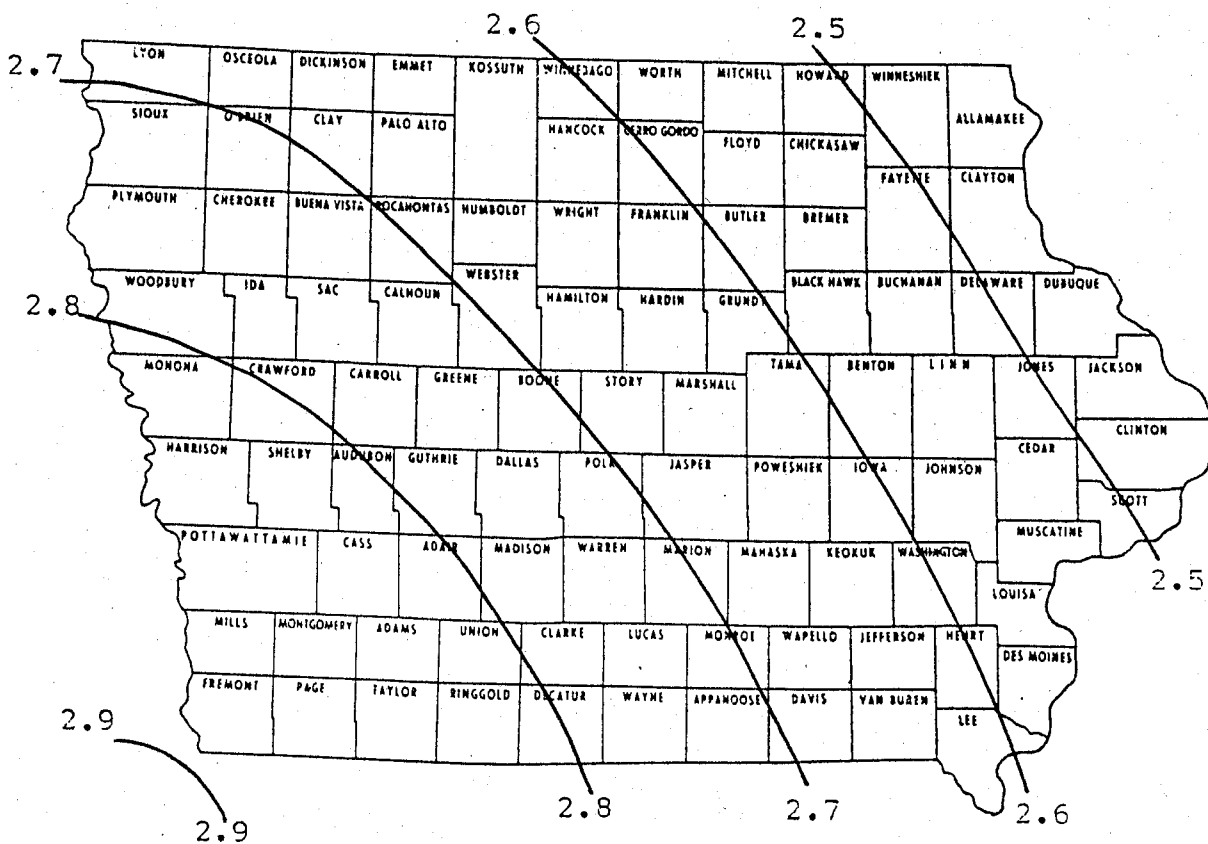 2.6
2.5
2.7
LYON OSCEOLA DICKINSON EMMET KOSSUTH WINNEBAGO WORTH MITCHELL HOWARD WINNESHIEK
ALLAMAKEE
SIOUX O'BRIEN CLAY PALO ALTO HANCOCK CERRO GORDO FLOYD CHICKASAW
FAYETTE CLAYTON
PLYMOUTH CHEROKEE BUENA VISTA POCAHONTAS HUMBOLDT WRIGHT FRANKLIN BUTLER BREMER
WOODBURY IDA SAC CALHOUN WEBSTER HAMILTON HARDIN GRUNDY BLACK HAWK BUCHANAN DELAWARE DUBUQUE
2.8
MONONA CRAWFORD CARROLL GREENE BOONE STORY MARSHALL TAMA BENTON LINN JONES JACKSON
CLINTON
HARRISON SHELBY AUDUBON GUTHRIE DALLAS POLK JASPER POWESHIEK IOWA JOHNSON CEDAR
SCOTT
MUSCATINE
POTTAWATTAMIE CASS ADAIR MADISON WARREN MARION MAHASKA KEOKUK WASHINGTON
2.5
LOUISA
MILLS MONTGOMERY ADAMS UNION CLARKE LUCAS MONROE WAPELLO JEFFERSON HENRY
DES MOINES
FREMONT PAGE TAYLOR RINGGOLD DECATUR WAYNE APPANOOSE DAVIS VAN BUREN
LEE
2.9
2.9
2.8
2.7
2.6